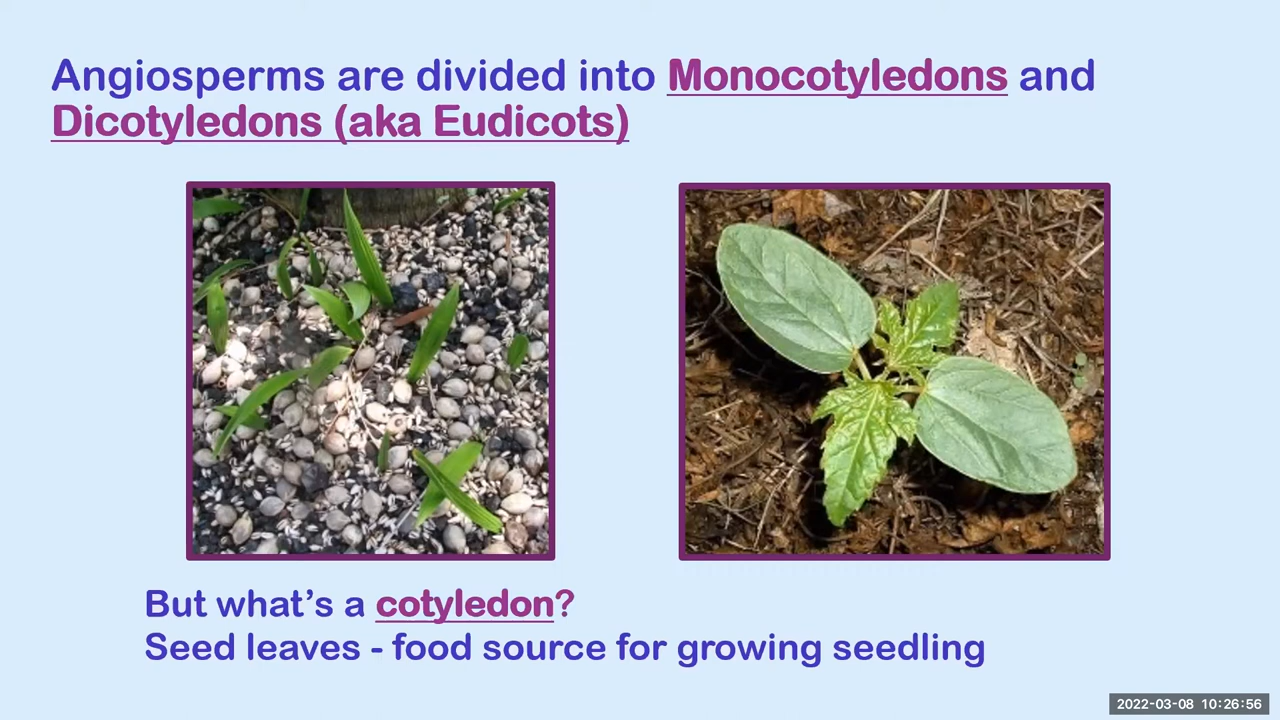 Angiosperms are divided into Monocotyledons and
Dicotyledons (aka Eudicots)
But what’s a cotyledon?
Seed leaves - food source for growing seedling
2022-03-08 10:26:56